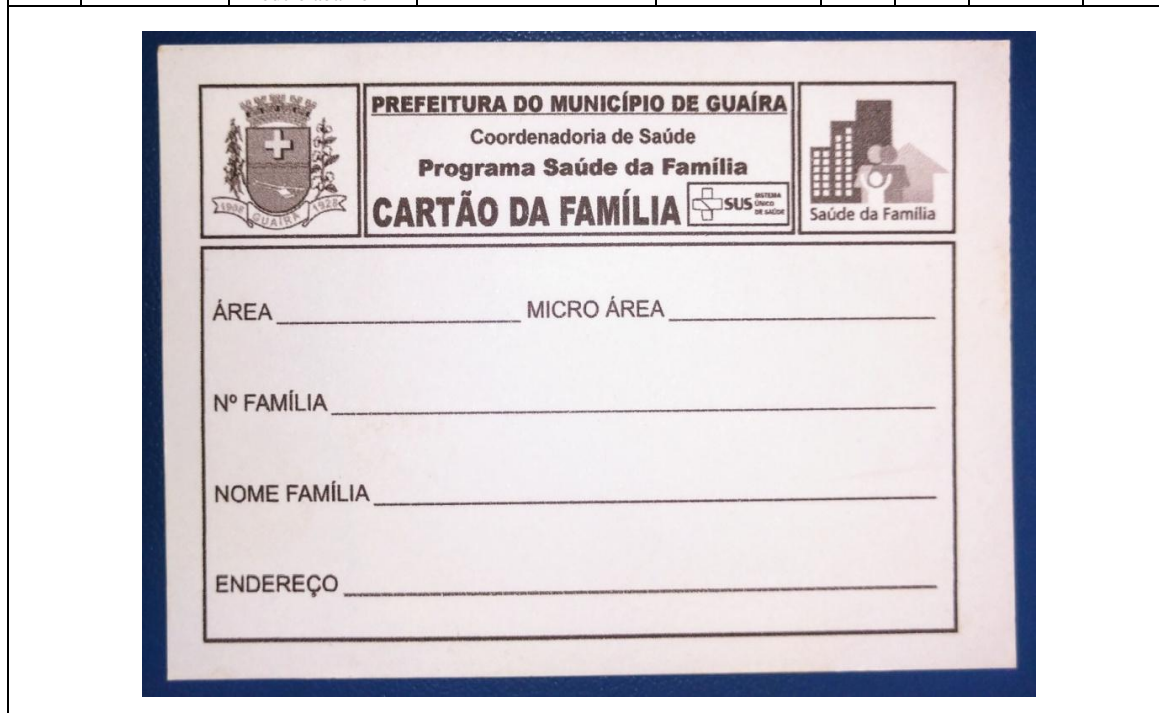 PREFEITURA DO MUNICÍPIO DE GUAÍRA
Coordenadoria de Saúde
Programa Saúde da Família
CARTÃO DA FAMÍLIA
SUS SISTEMA ÚNICO DE SAÚDE
1908 GUAÍRA 1928
Saúde da Família
ÁREA MICRO ÁREA
Nº FAMÍLIA
NOME FAMÍLIA
ENDEREÇO